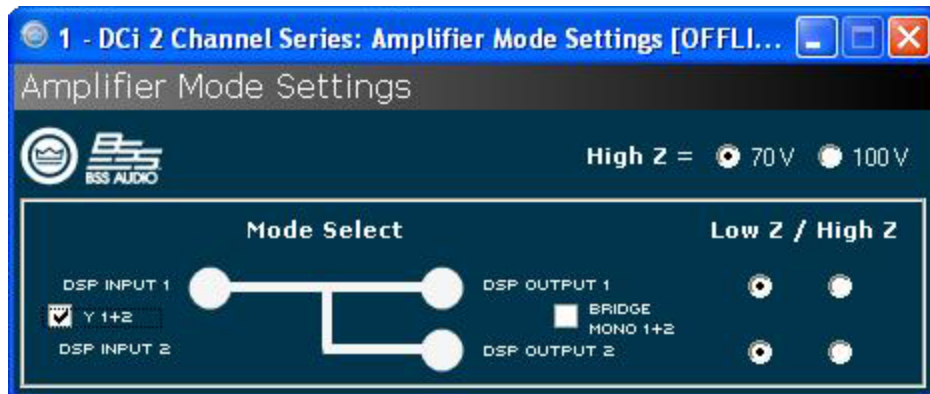 1 - DCi 2 Channel Series: Amplifier Mode Settings [OFFLI...
Amplifier Mode Settings
BSS AUDIO
High Z = 70V 100V
Mode Select
Low Z / High Z
DSP INPUT 1
DSP OUTPUT 1
Y 1+2
BRIDGE
MONO 1+2
DSP INPUT 2
DSP OUTPUT 2